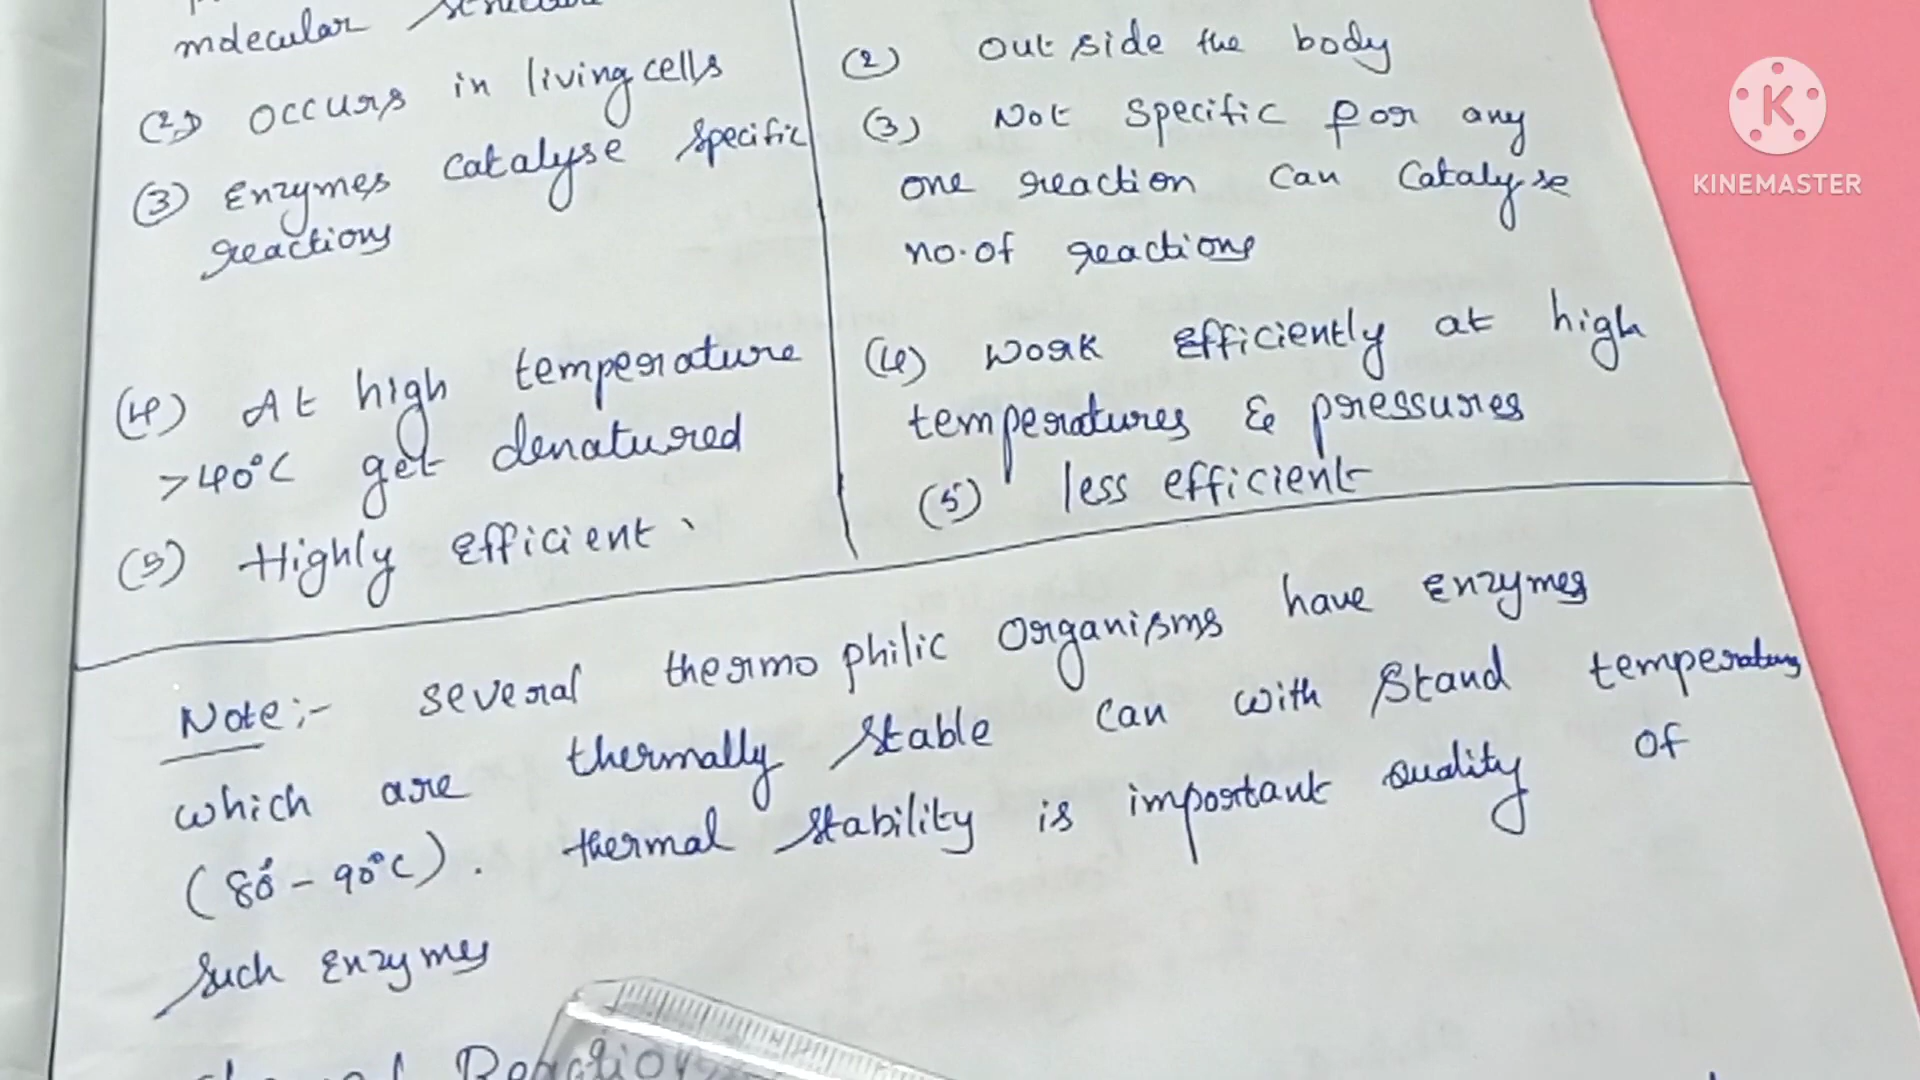 molecular
(2) occurs in living cells
(3) Enzymes catalyse specific
reactions
(4) At high temperature
>40°C get denatured
(5) Highly efficient
(2) out side the body
(3) Not specific for any
one reaction can catalyse
no.of reactions
(4) work efficiently at high
temperatures & pressures
(5) less efficient
Note:- several thermo philic organisms have enzymes
which are thermally stable can with stand temperatures
(80°-90°C). thermal stability is important quality of
such enzymes
Reaction
K
KINEMASTER